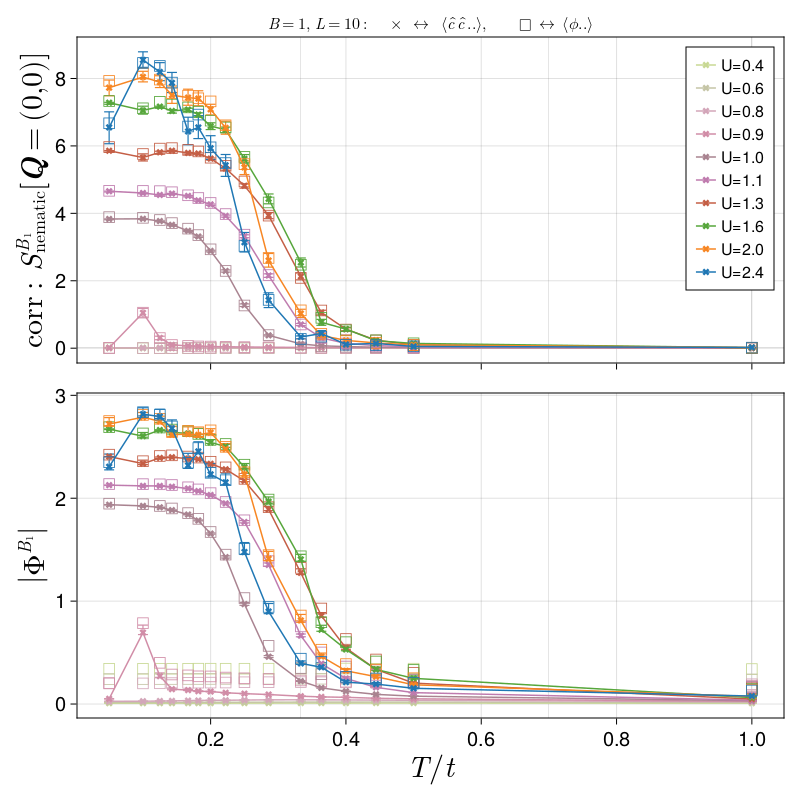 B = 1, L = 10 :   × ↔ ⟨ĉ ĉ ..⟩,   □ ↔ ⟨ϕ..⟩
corr : S^{B₁}_{nematic}[Q = (0,0)]
8
6
4
2
0
U=0.4
U=0.6
U=0.8
U=0.9
U=1.0
U=1.1
U=1.3
U=1.6
U=2.0
U=2.4
|Φ^{B₁}|
3
2
1
0
0.2 0.4 0.6 0.8 1.0
T/t